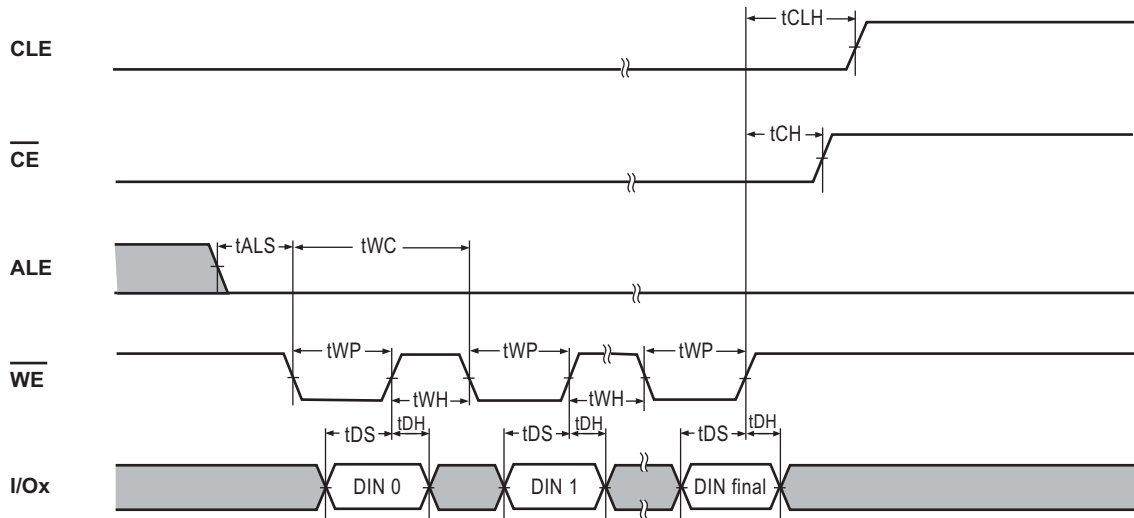 tCLH
CLE
tCH
CE
tALS
tWC
ALE
tWP
tWP
tWP
WE
tWH
tWH
tDS
tDH
tDS
tDH
tDS
tDH
I/Ox
DIN 0
DIN 1
DIN final